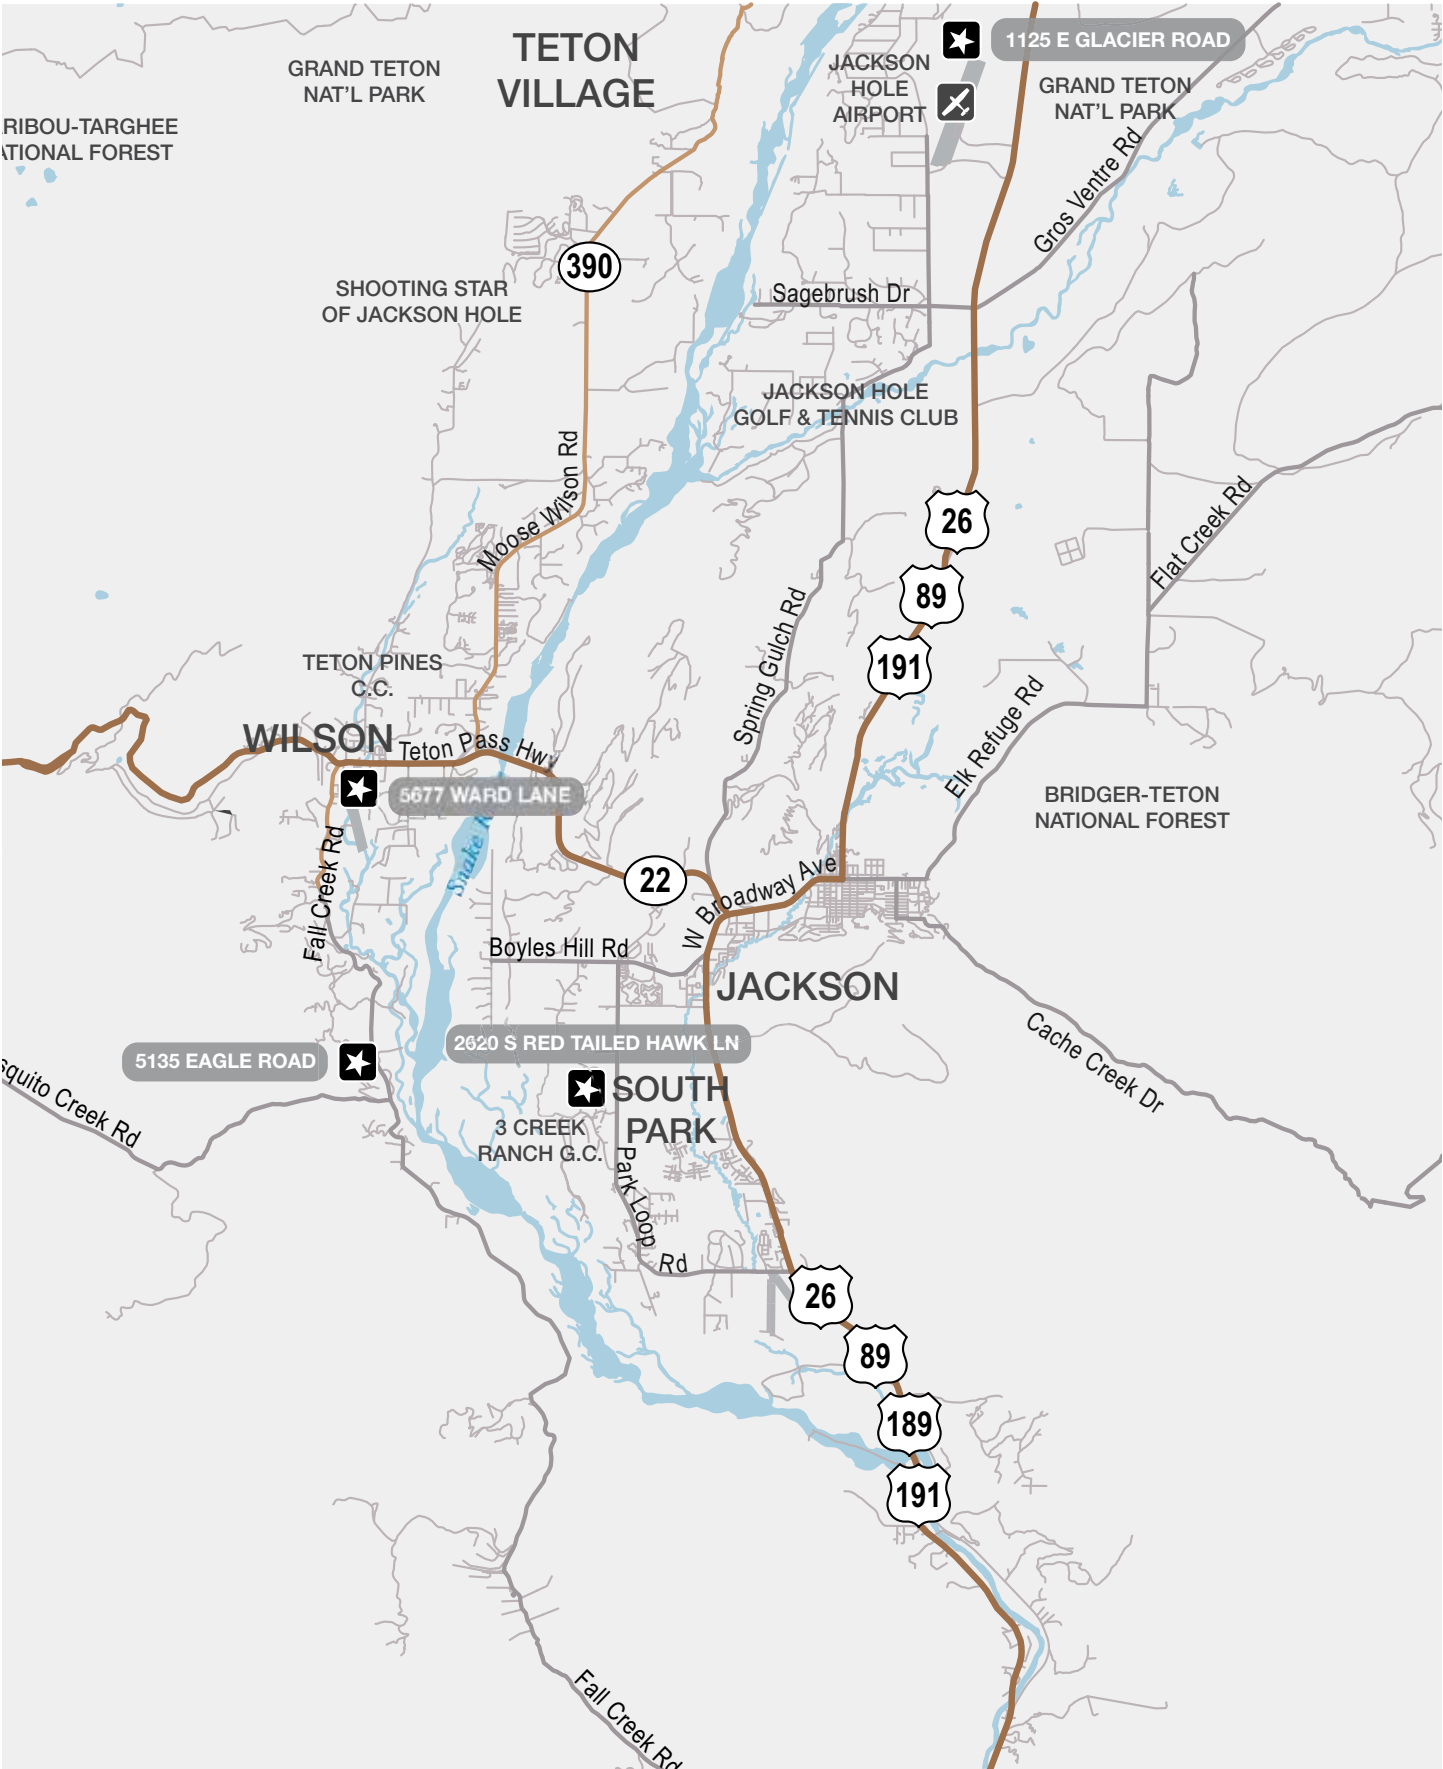 TETON
VILLAGE
1125 E GLACIER ROAD
GRAND TETON
NAT'L PARK
JACKSON
HOLE
AIRPORT
GRAND TETON
NAT'L PARK
RIBOU-TARGHEE
ATIONAL FOREST
Gros Ventre Rd
390
SHOOTING STAR
OF JACKSON HOLE
Sagebrush Dr
JACKSON HOLE
GOLF & TENNIS CLUB
Moose Wilson Rd
26
Flat Creek Rd
89
Spring Gulch Rd
191
TETON PINES
C.C.
Elk Refuge Rd
WILSON
Teton Pass Hwy
5677 WARD LANE
BRIDGER-TETON
NATIONAL FOREST
Snake R
Fall Creek Rd
22
W Broadway Ave
Boyles Hill Rd
JACKSON
2620 S RED TAILED HAWK LN
5135 EAGLE ROAD
Cache Creek Dr
squito Creek Rd
SOUTH
PARK
3 CREEK
RANCH G.C.
Park Loop
Rd
26
89
189
191
Fall Creek Rd